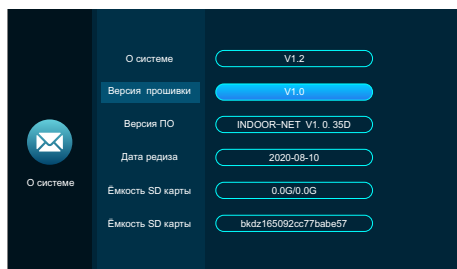 О системе V1.2
Версия прошивки V1.0
Версия ПО INDOOR-NET V1. 0. 35D
Дата редиза 2020-08-10
О системе
Ёмкость SD карты 0.0G/0.0G
Ёмкость SD карты bkdz165092cc77babe57